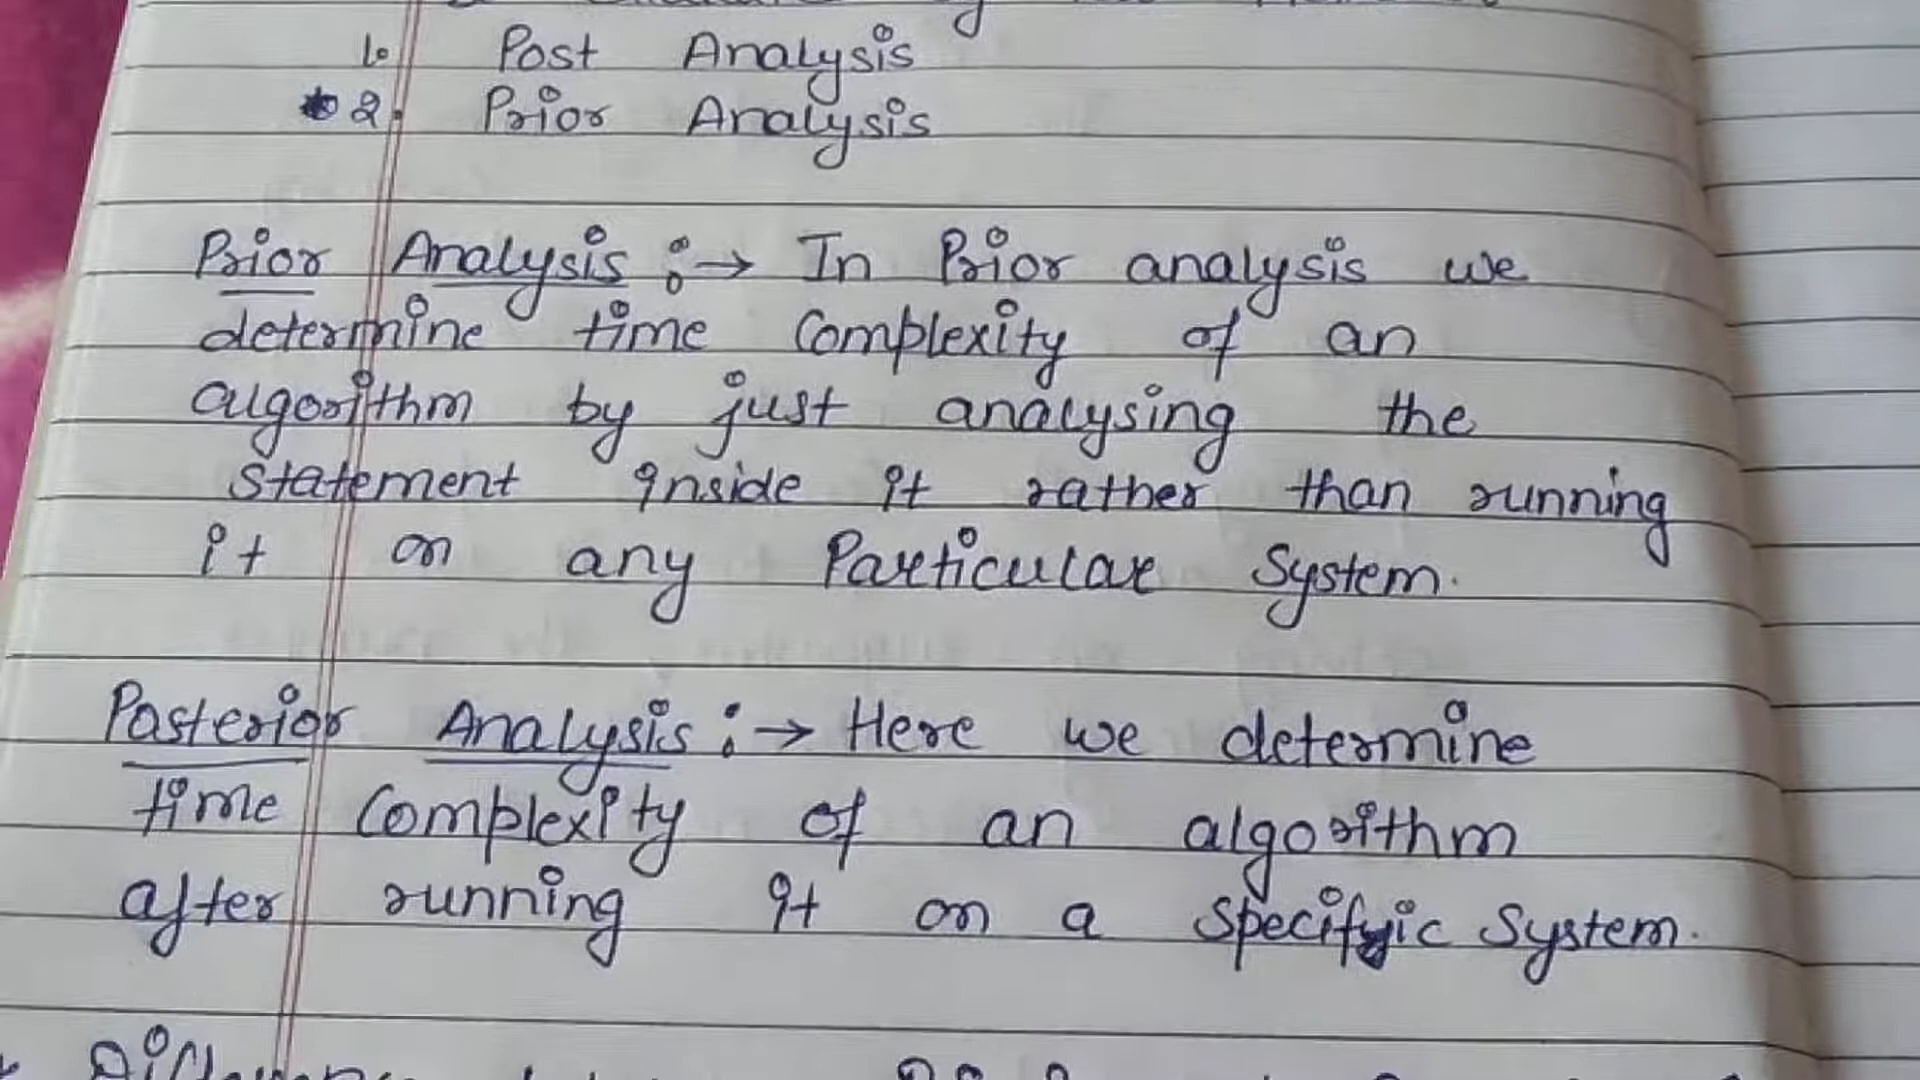 1. Post Analysis
2. Prior Analysis
Prior Analysis :→ In Prior analysis we
determine time Complexity of an
algorithm by just analysing the
statement inside it rather than running
it on any Particular System.
Posterior Analysis :→ Here we determine
time Complexity of an algorithm
after running it on a Specific System.